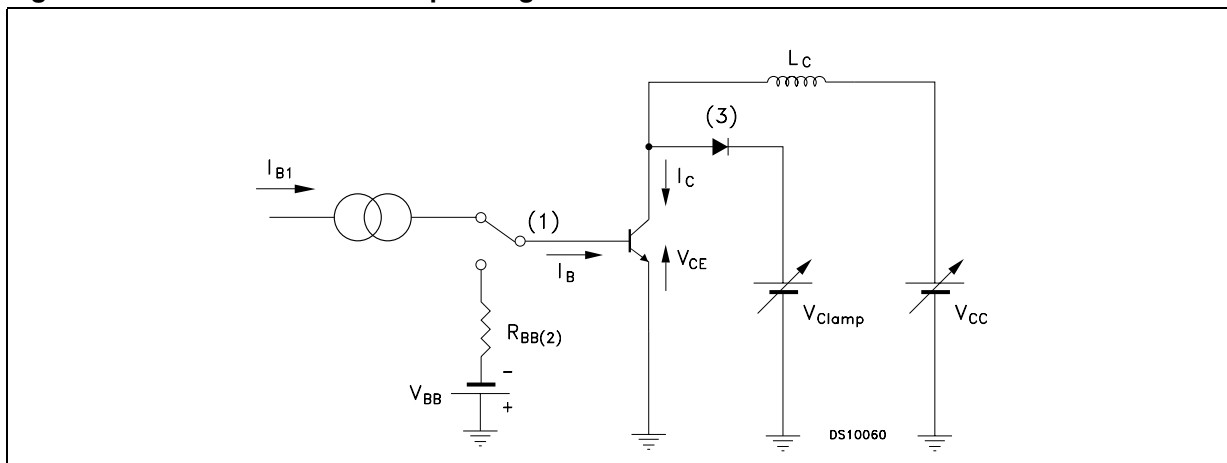 L_C
(3)
I_B1
I_C
(1)
I_B
V_CE
V_Clamp
V_CC
R_BB(2)
-
V_BB
+
DS10060